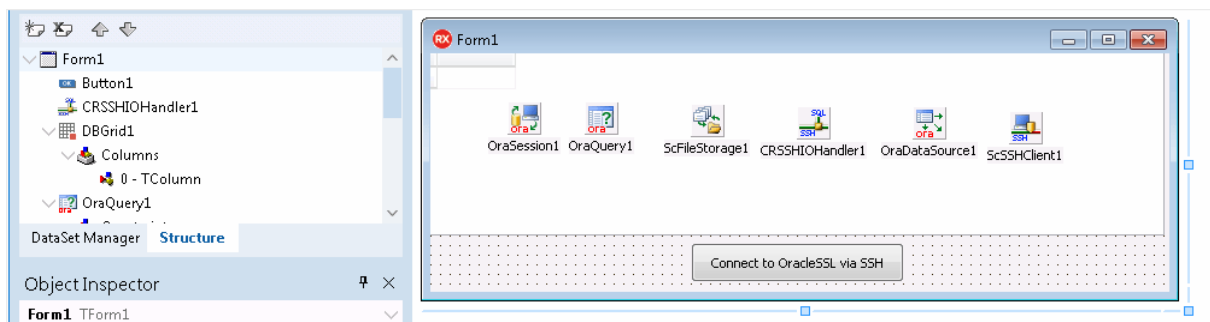 Form1
Button1
CRSSHIOHandler1
DBGrid1
Columns
0 - TColumn
OraQuery1
DataSet Manager Structure
Object Inspector
Form1 TForm1
RX Form1
OraSession1 OraQuery1 ScFileStorage1 CRSSHIOHandler1 OraDataSource1 ScSSHClient1
Connect to OracleSSL via SSH